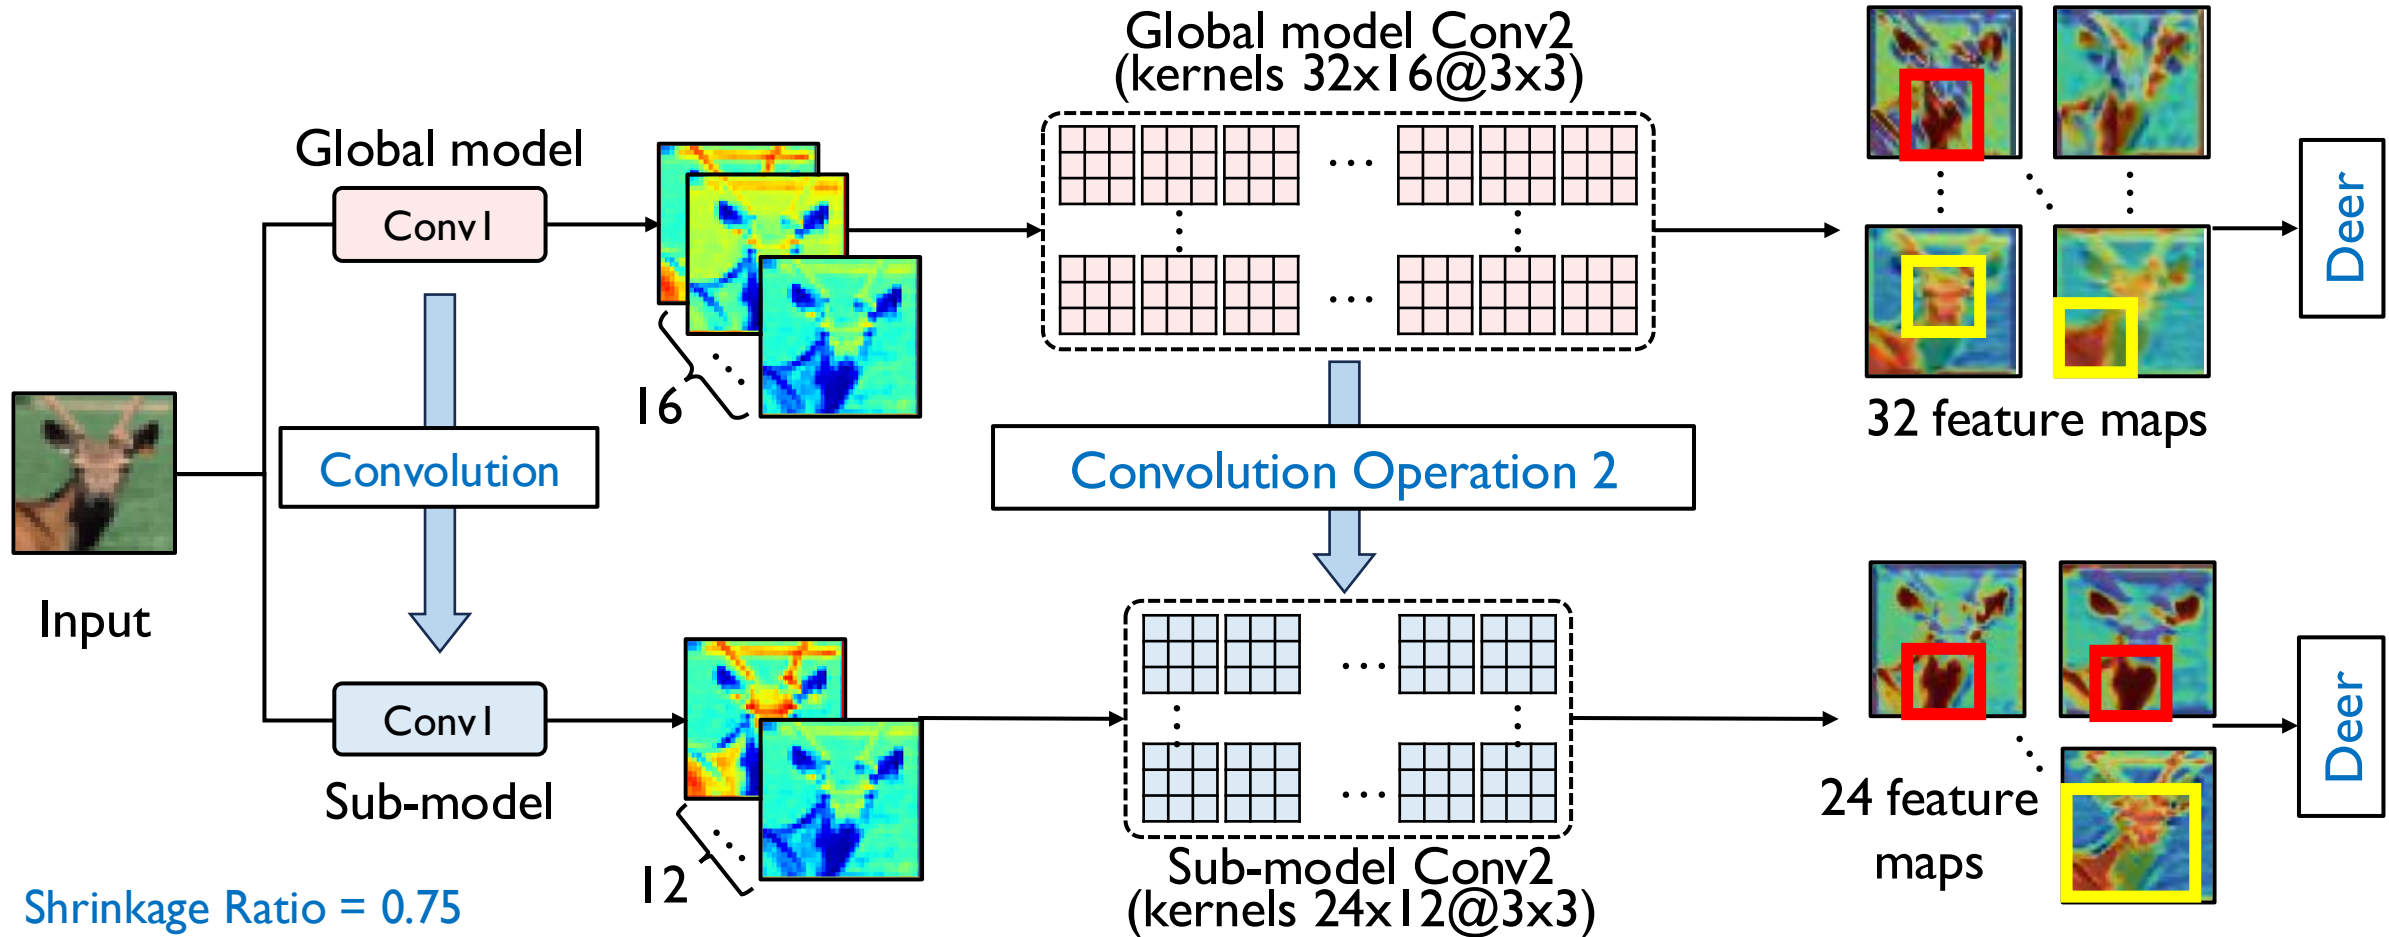 Global model Conv2
(kernels 32x16@3x3)
Global model
Conv1
16
32 feature maps
Deer
Convolution
Convolution Operation 2
Input
Conv1
Sub-model
12
Sub-model Conv2
(kernels 24x12@3x3)
24 feature
maps
Deer
Shrinkage Ratio = 0.75